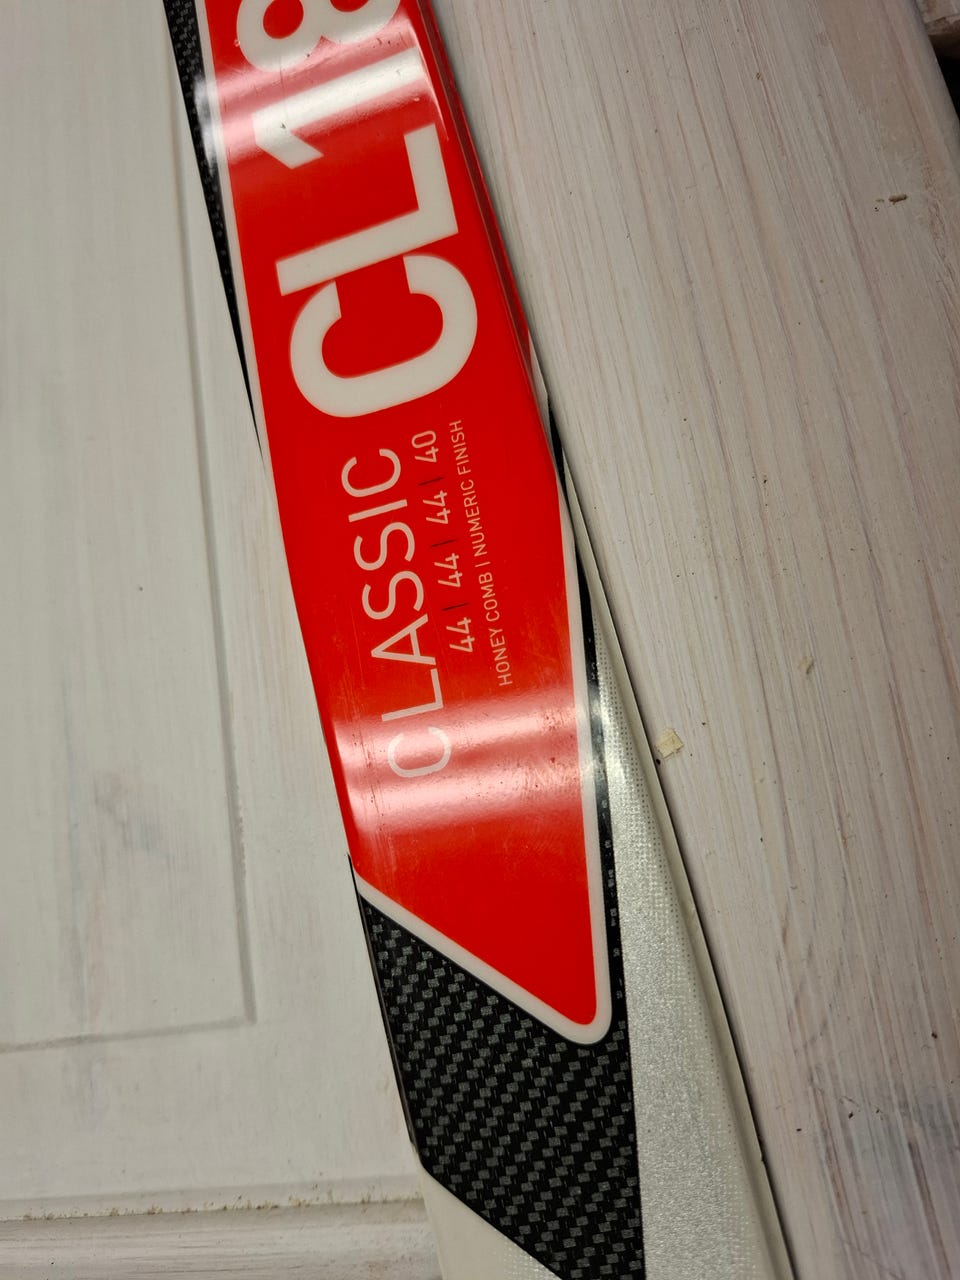 CL18
CLASSIC
44 | 44 | 44 | 40
HONEY COMB | NUMERIC FINISH